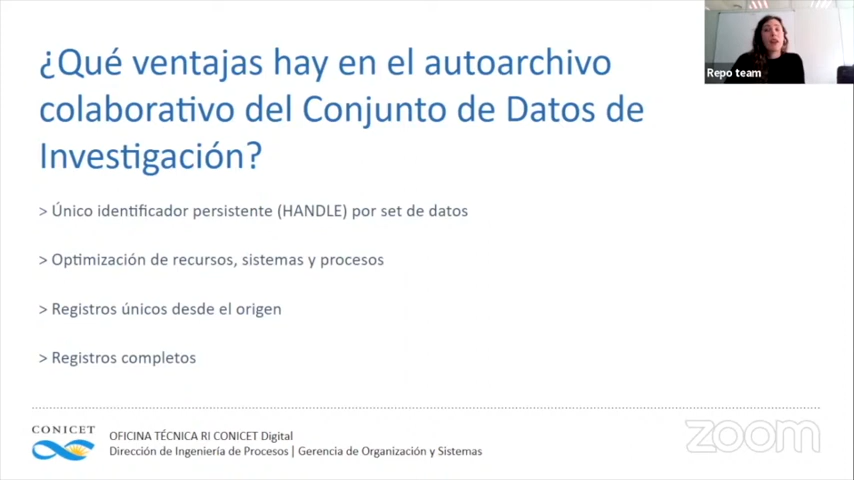 ¿Qué ventajas hay en el autoarchivo
colaborativo del Conjunto de Datos de
Investigación?
Repo team
> Único identificador persistente (HANDLE) por set de datos
> Optimización de recursos, sistemas y procesos
> Registros únicos desde el origen
> Registros completos
CONICET
OFICINA TÉCNICA RI CONICET Digital
Dirección de Ingeniería de Procesos | Gerencia de Organización y Sistemas
zoom